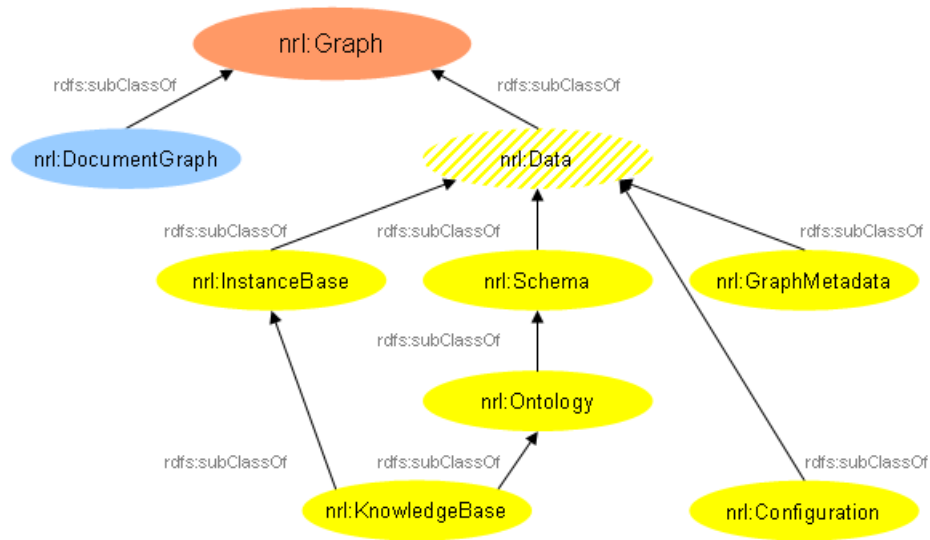 nrl:Graph
rdfs:subClassOf
rdfs:subClassOf
nrl:DocumentGraph
nrl:Data
rdfs:subClassOf
rdfs:subClassOf
rdfs:subClassOf
nrl:InstanceBase
nrl:Schema
nrl:GraphMetadata
rdfs:subClassOf
nrl:Ontology
rdfs:subClassOf
rdfs:subClassOf
rdfs:subClassOf
nrl:KnowledgeBase
nrl:Configuration